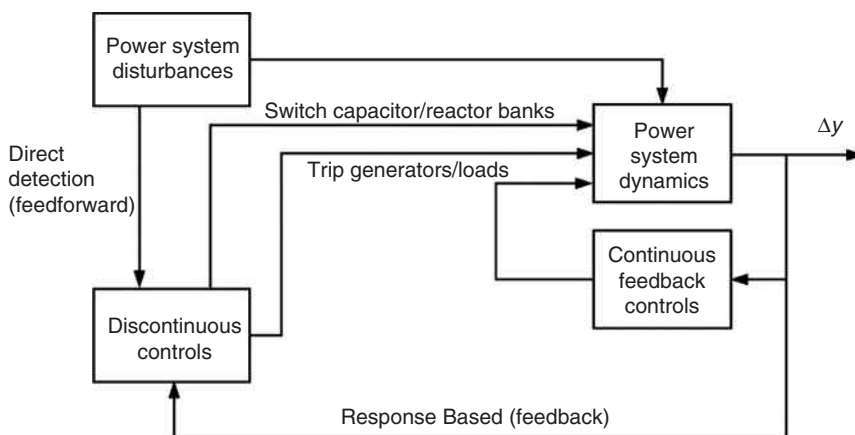 Power system
disturbances
Switch capacitor/reactor banks
Power
system
dynamics
Δy
Direct
detection
(feedforward)
Trip generators/loads
Continuous
feedback
controls
Discontinuous
controls
Response Based (feedback)